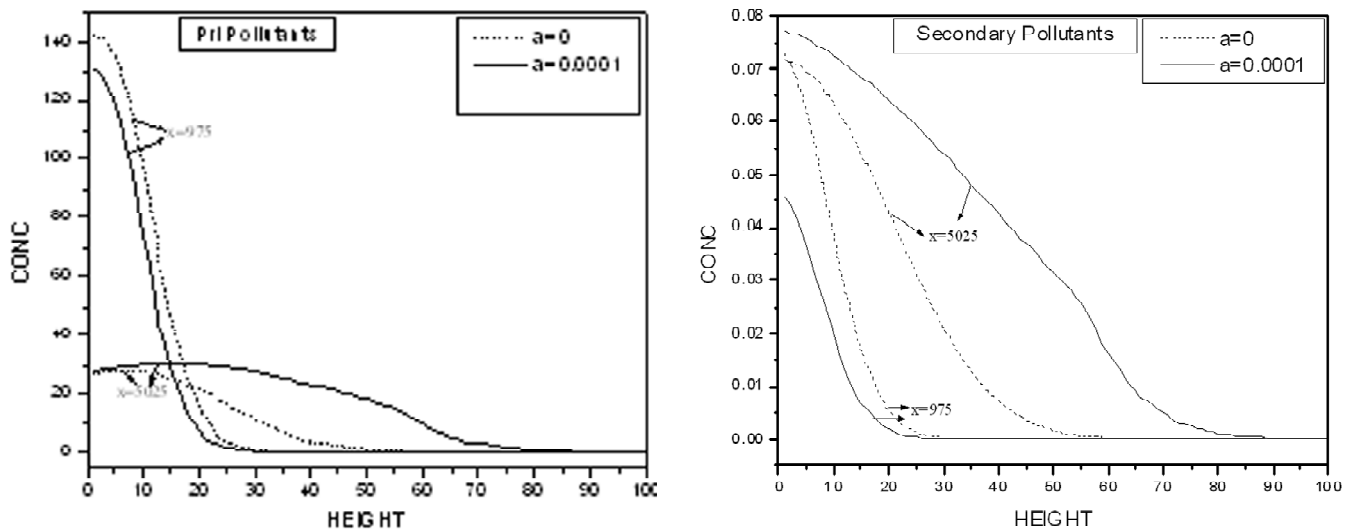 Pri Pollutants
a=0
a=0.0001
x=975
x=5025
CONC
140
120
100
80
60
40
20
0
0 10 20 30 40 50 60 70 80 90 100
HEIGHT
Secondary Pollutants
a=0
a=0.0001
x=5025
x=975
CONC
0.08
0.07
0.06
0.05
0.04
0.03
0.02
0.01
0.00
0 10 20 30 40 50 60 70 80 90 100
HEIGHT